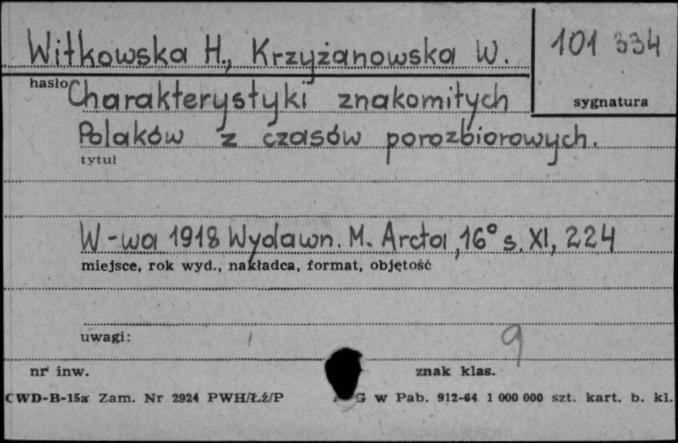 Witkowska H., Krzyżanowska W.
101 334
hasło
sygnatura
Charakterystyki znakomitych
Polaków z czasów porozbiorowych.
tytuł
W-wa 1918 Wydawn. M. Arcta, 16° s. XI, 224
miejsce, rok wyd., nakładca, format, objętość
uwagi:
9
nr inw.
znak klas.
CWD-B-15a Zam. Nr 2924 PWH/Łź/P G w Pab. 912-64 1 000 000 szt. kart. b. kl.